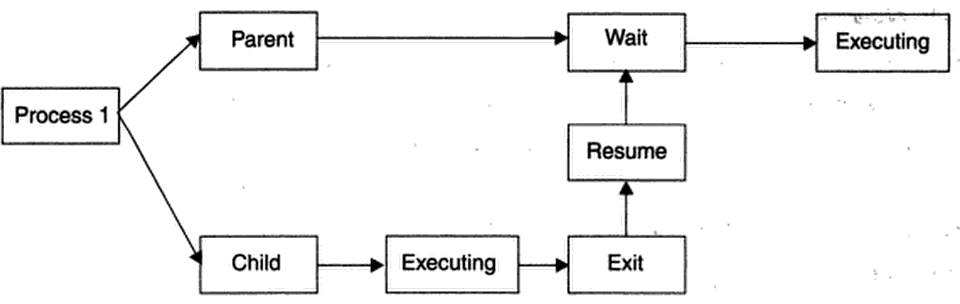 Parent
Wait
Executing
Process 1
Resume
Child
Executing
Exit